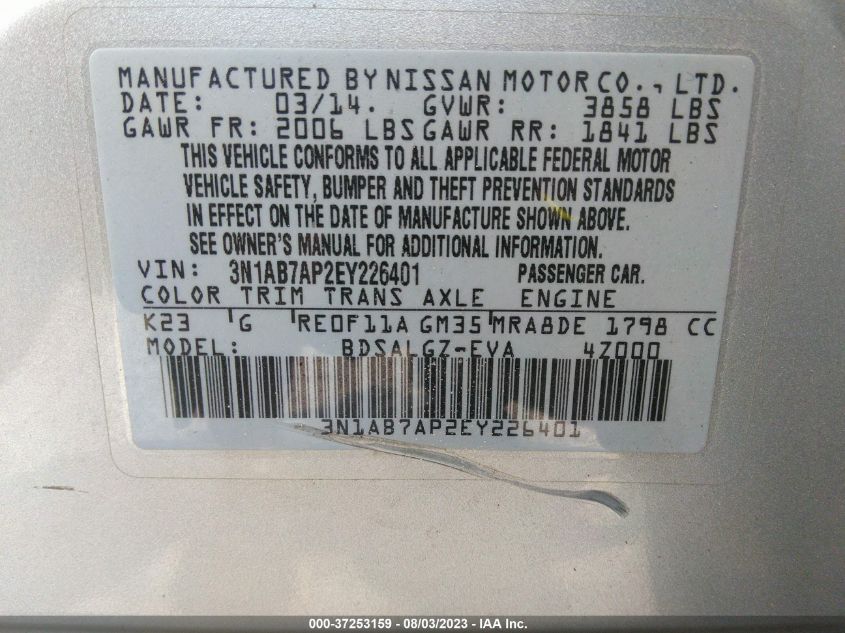 MANUFACTURED BY NISSAN MOTOR CO., LTD.
DATE: 03/14. GVWR: 3858 LBS
GAWR FR: 2006 LBS GAWR RR: 1841 LBS
THIS VEHICLE CONFORMS TO ALL APPLICABLE FEDERAL MOTOR
VEHICLE SAFETY, BUMPER AND THEFT PREVENTION STANDARDS
IN EFFECT ON THE DATE OF MANUFACTURE SHOWN ABOVE.
SEE OWNER'S MANUAL FOR ADDITIONAL INFORMATION.
VIN: 3N1AB7AP2EY226401 PASSENGER CAR.
COLOR TRIM TRANS AXLE ENGINE
K23 G RE0F11A GM35 MRA8DE 1798 CC
MODEL: BDSALGZ-EVA 4Z000
3N1AB7AP2EY226401
000-37253159 - 08/03/2023 - IAA Inc.